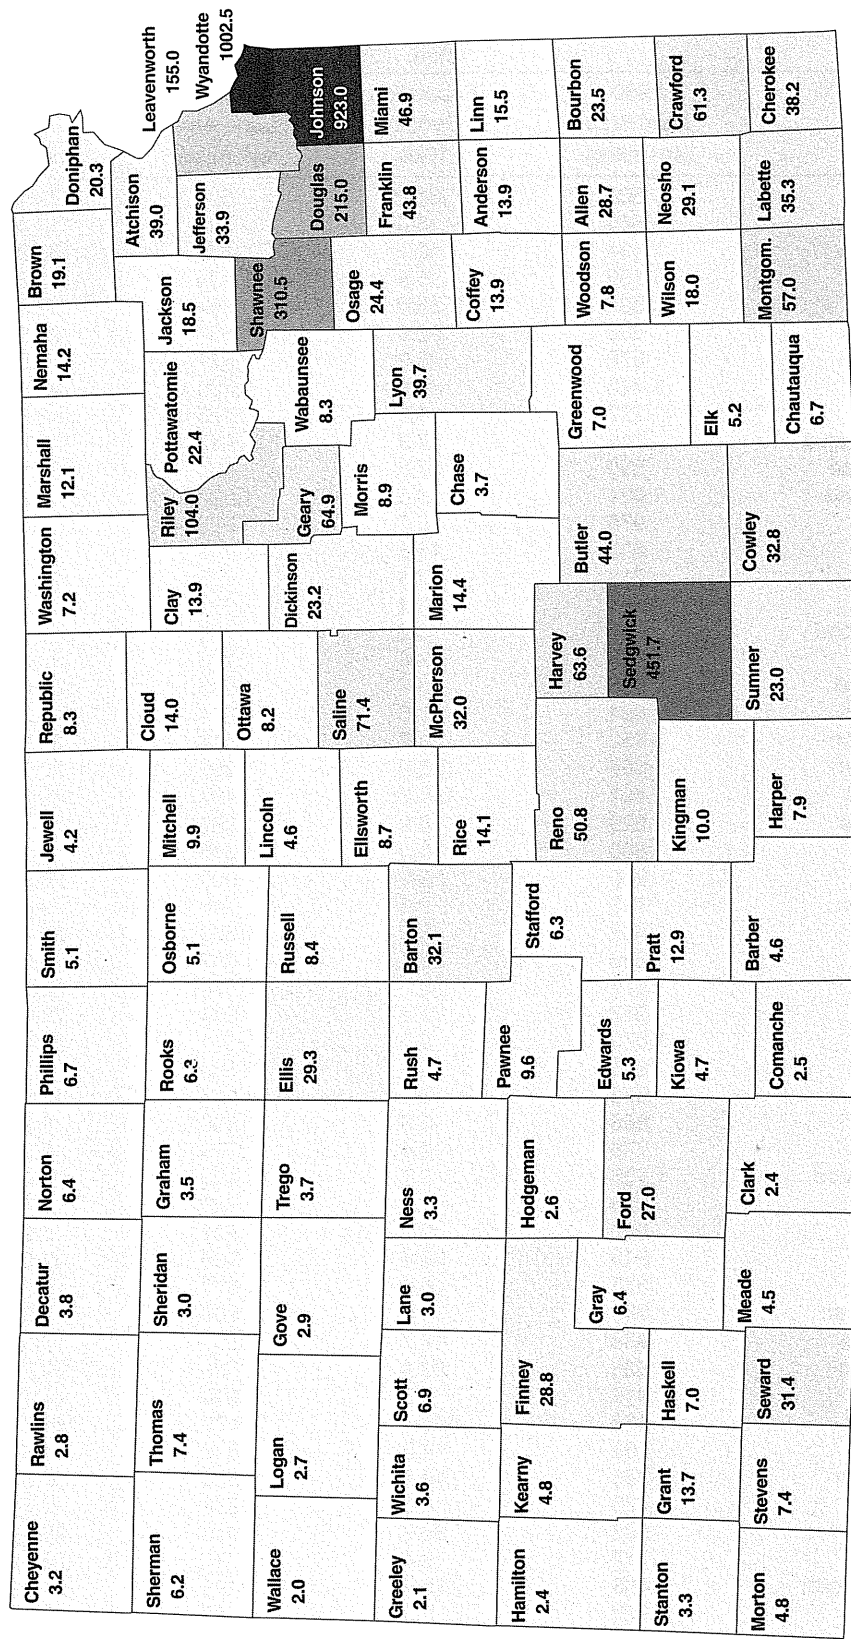 Cheyenne
3.2
Rawlins
2.8
Decatur
3.8
Norton
6.4
Phillips
6.7
Smith
5.1
Jewell
4.2
Republic
8.3
Washington
7.2
Marshall
12.1
Nemaha
14.2
Brown
19.1
Doniphan
20.3
Sherman
6.2
Thomas
7.4
Sheridan
3.0
Graham
3.5
Rooks
6.3
Osborne
5.1
Mitchell
9.9
Cloud
14.0
Clay
13.9
Riley
104.0
Pottawatomie
22.4
Jackson
18.5
Atchison
39.0
Jefferson
33.9
Leavenworth
155.0
Wyandotte
1002.5
Wallace
2.0
Logan
2.7
Gove
2.9
Trego
3.7
Ellis
29.3
Russell
8.4
Lincoln
4.6
Ottawa
8.2
Dickinson
23.2
Geary
64.9
Wabaunsee
8.3
Shawnee
310.5
Douglas
215.0
Johnson
923.0
Greeley
2.1
Wichita
3.6
Scott
6.9
Lane
3.0
Ness
3.3
Rush
4.7
Barton
32.1
Ellsworth
8.7
Saline
71.4
Morris
8.9
Osage
24.4
Franklin
43.8
Miami
46.9
Rice
14.1
McPherson
32.0
Marion
14.4
Chase
3.7
Lyon
39.7
Coffey
13.9
Anderson
13.9
Linn
15.5
Hamilton
2.4
Kearny
4.8
Finney
28.8
Hodgeman
2.6
Pawnee
9.6
Stafford
6.3
Reno
50.8
Harvey
63.6
Butler
44.0
Greenwood
7.0
Woodson
7.8
Allen
28.7
Bourbon
23.5
Gray
6.4
Ford
27.0
Edwards
5.3
Pratt
12.9
Kingman
10.0
Sedgwick
451.7
Elk
5.2
Wilson
18.0
Neosho
29.1
Crawford
61.3
Stanton
3.3
Grant
13.7
Haskell
7.0
Kiowa
4.7
Morton
4.8
Stevens
7.4
Seward
31.4
Meade
4.5
Clark
2.4
Comanche
2.5
Barber
4.6
Harper
7.9
Sumner
23.0
Cowley
32.8
Chautauqua
6.7
Montgom.
57.0
Labette
35.3
Cherokee
38.2